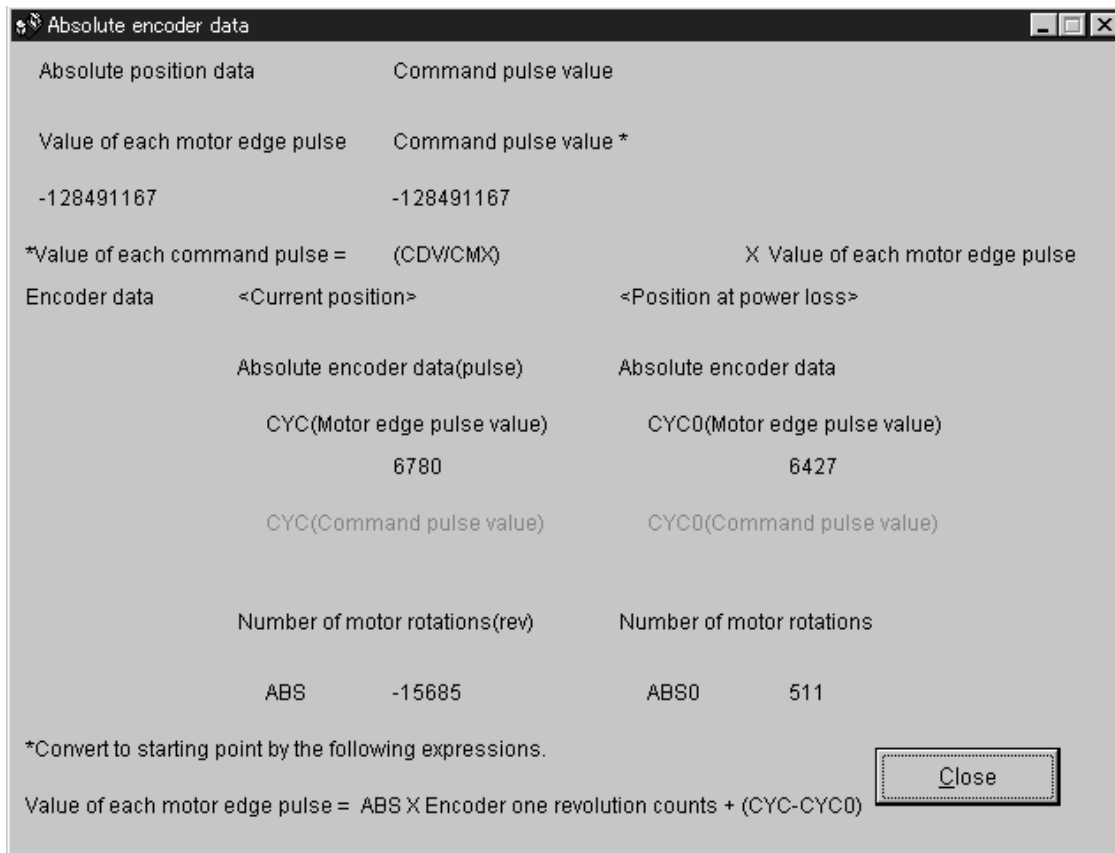 Absolute encoder data
Absolute position data Command pulse value
Value of each motor edge pulse Command pulse value *
-128491167 -128491167
*Value of each command pulse = (CDV/CMX) X Value of each motor edge pulse
Encoder data <Current position> <Position at power loss>
Absolute encoder data(pulse) Absolute encoder data
CYC(Motor edge pulse value) CYC0(Motor edge pulse value)
6780 6427
CYC(Command pulse value) CYC0(Command pulse value)
Number of motor rotations(rev) Number of motor rotations
ABS -15685 ABS0 511
*Convert to starting point by the following expressions.
Close
Value of each motor edge pulse = ABS X Encoder one revolution counts + (CYC-CYC0)